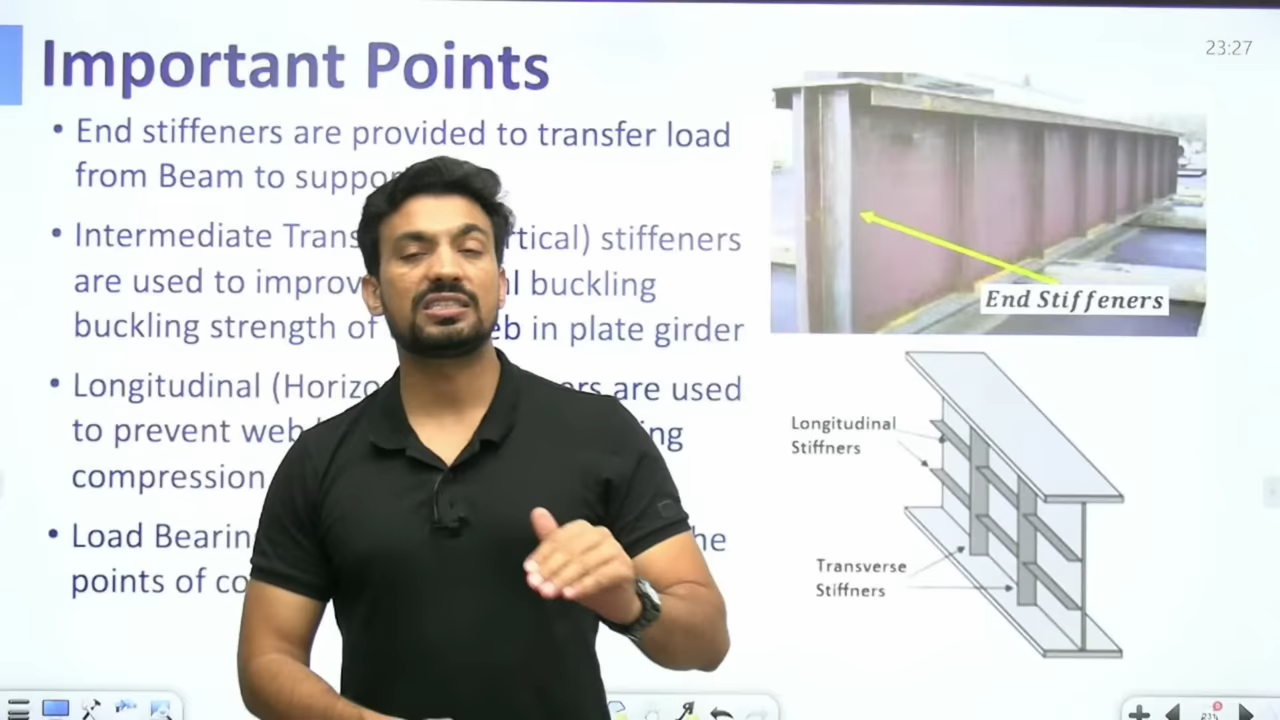 Important Points
23:27
• End stiffeners are provided to transfer load
from Beam to suppo
• Intermediate Trans rtical) stiffeners
are used to improv l buckling
buckling strength of eb in plate girder
• Longitudinal (Horizo ers are used
to prevent web ing
compression
• Load Bearin he
points of co
End Stiffeners
Longitudinal
Stiffners
Transverse
Stiffners